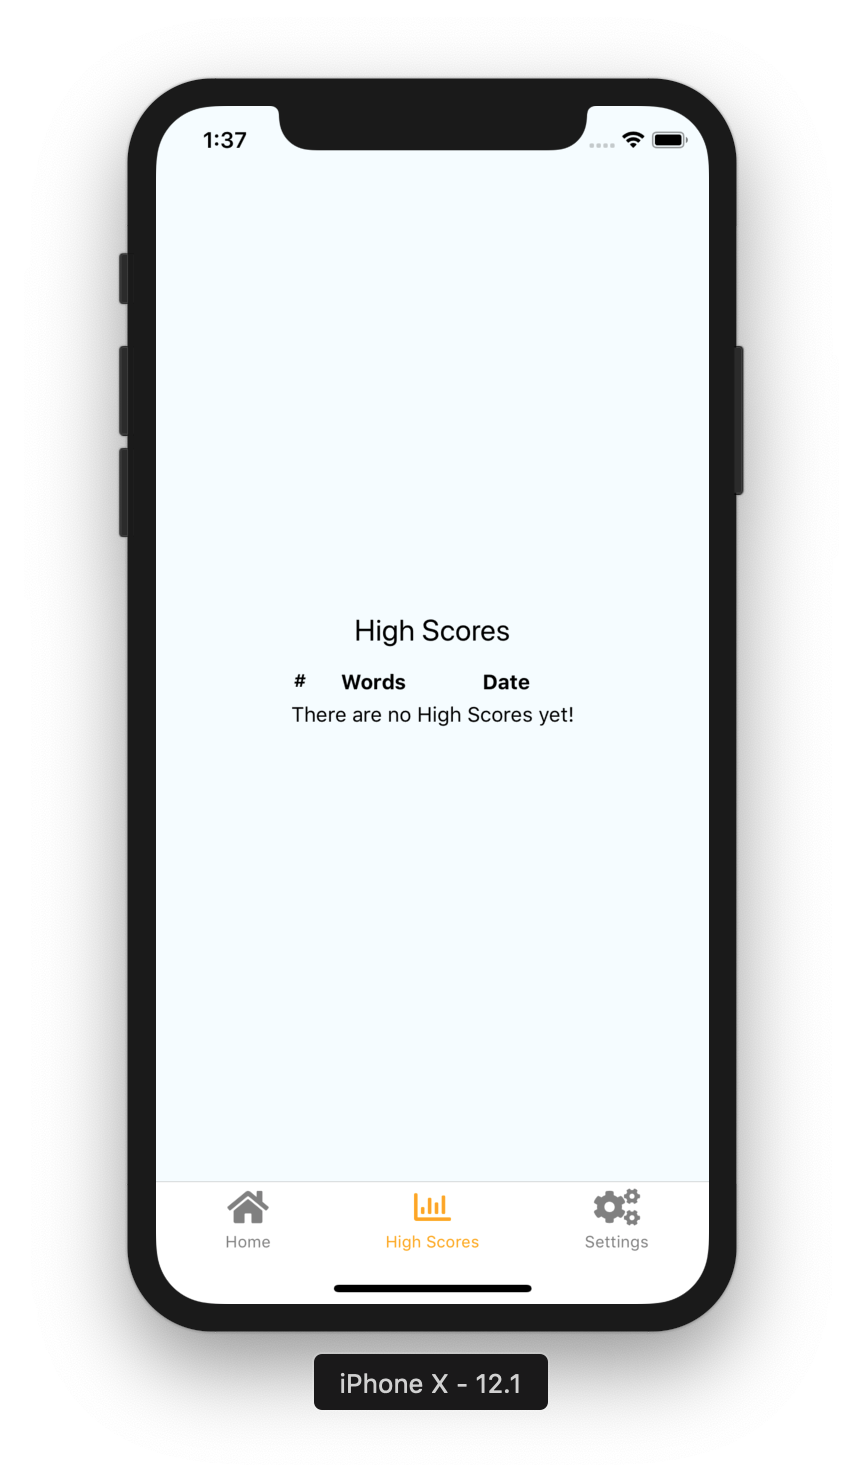 1:37
High Scores
# Words Date
There are no High Scores yet!
Home High Scores Settings
iPhone X - 12.1